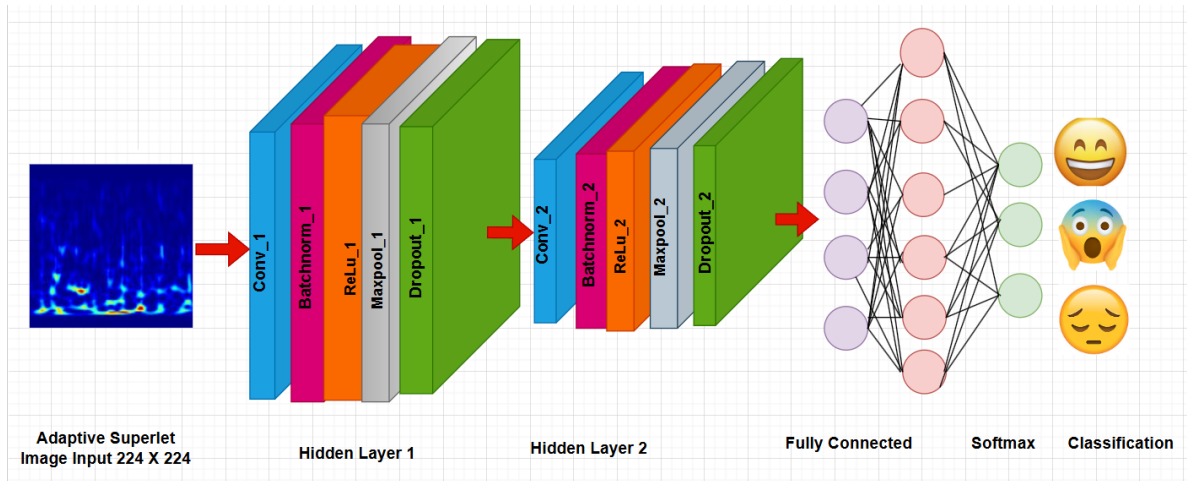 Conv_1
Batchnorm_1
ReLu_1
Maxpool_1
Dropout_1
Conv_2
Batchnorm_2
ReLu_2
Maxpool_2
Dropout_2
Adaptive Superlet
Image Input 224 X 224
Hidden Layer 1
Hidden Layer 2
Fully Connected
Softmax
Classification